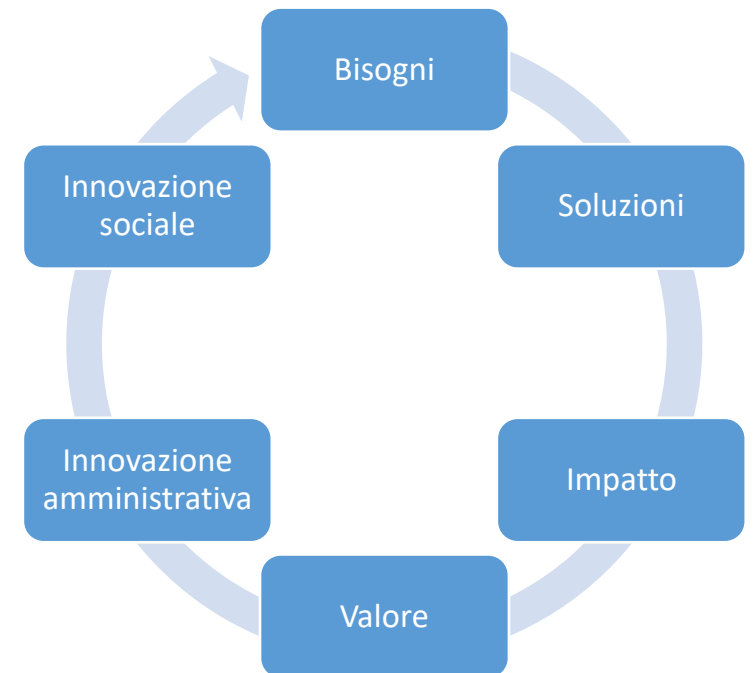 Bisogni
Soluzioni
Impatto
Valore
Innovazione
amministrativa
Innovazione
sociale